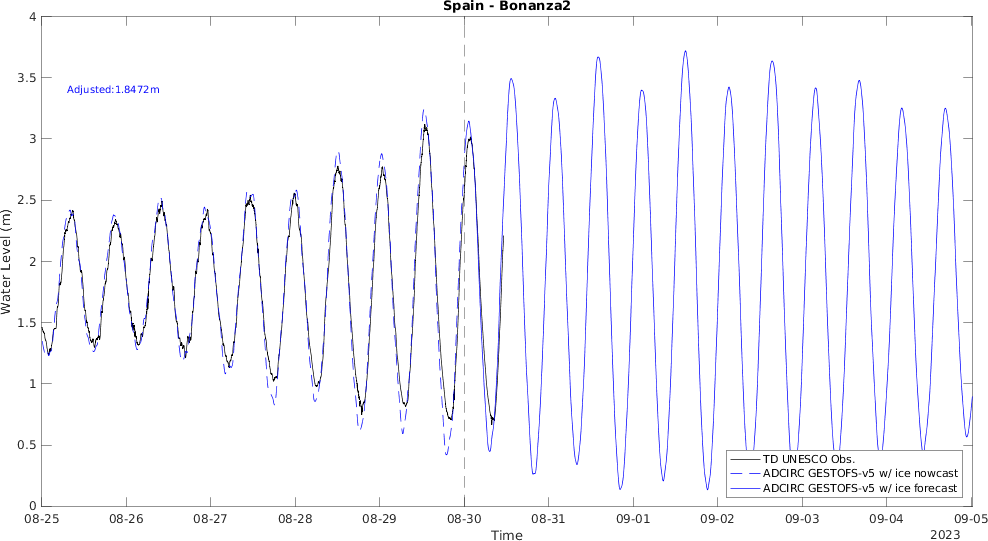 Spain - Bonanza2
4
3.5
3
2.5
2
1.5
1
0.5
0
Water Level (m)
Adjusted:1.8472m
TD UNESCO Obs.
ADCIRC GESTOFS-v5 w/ ice nowcast
ADCIRC GESTOFS-v5 w/ ice forecast
08-25 08-26 08-27 08-28 08-29 08-30 08-31 09-01 09-02 09-03 09-04 09-05
Time
2023